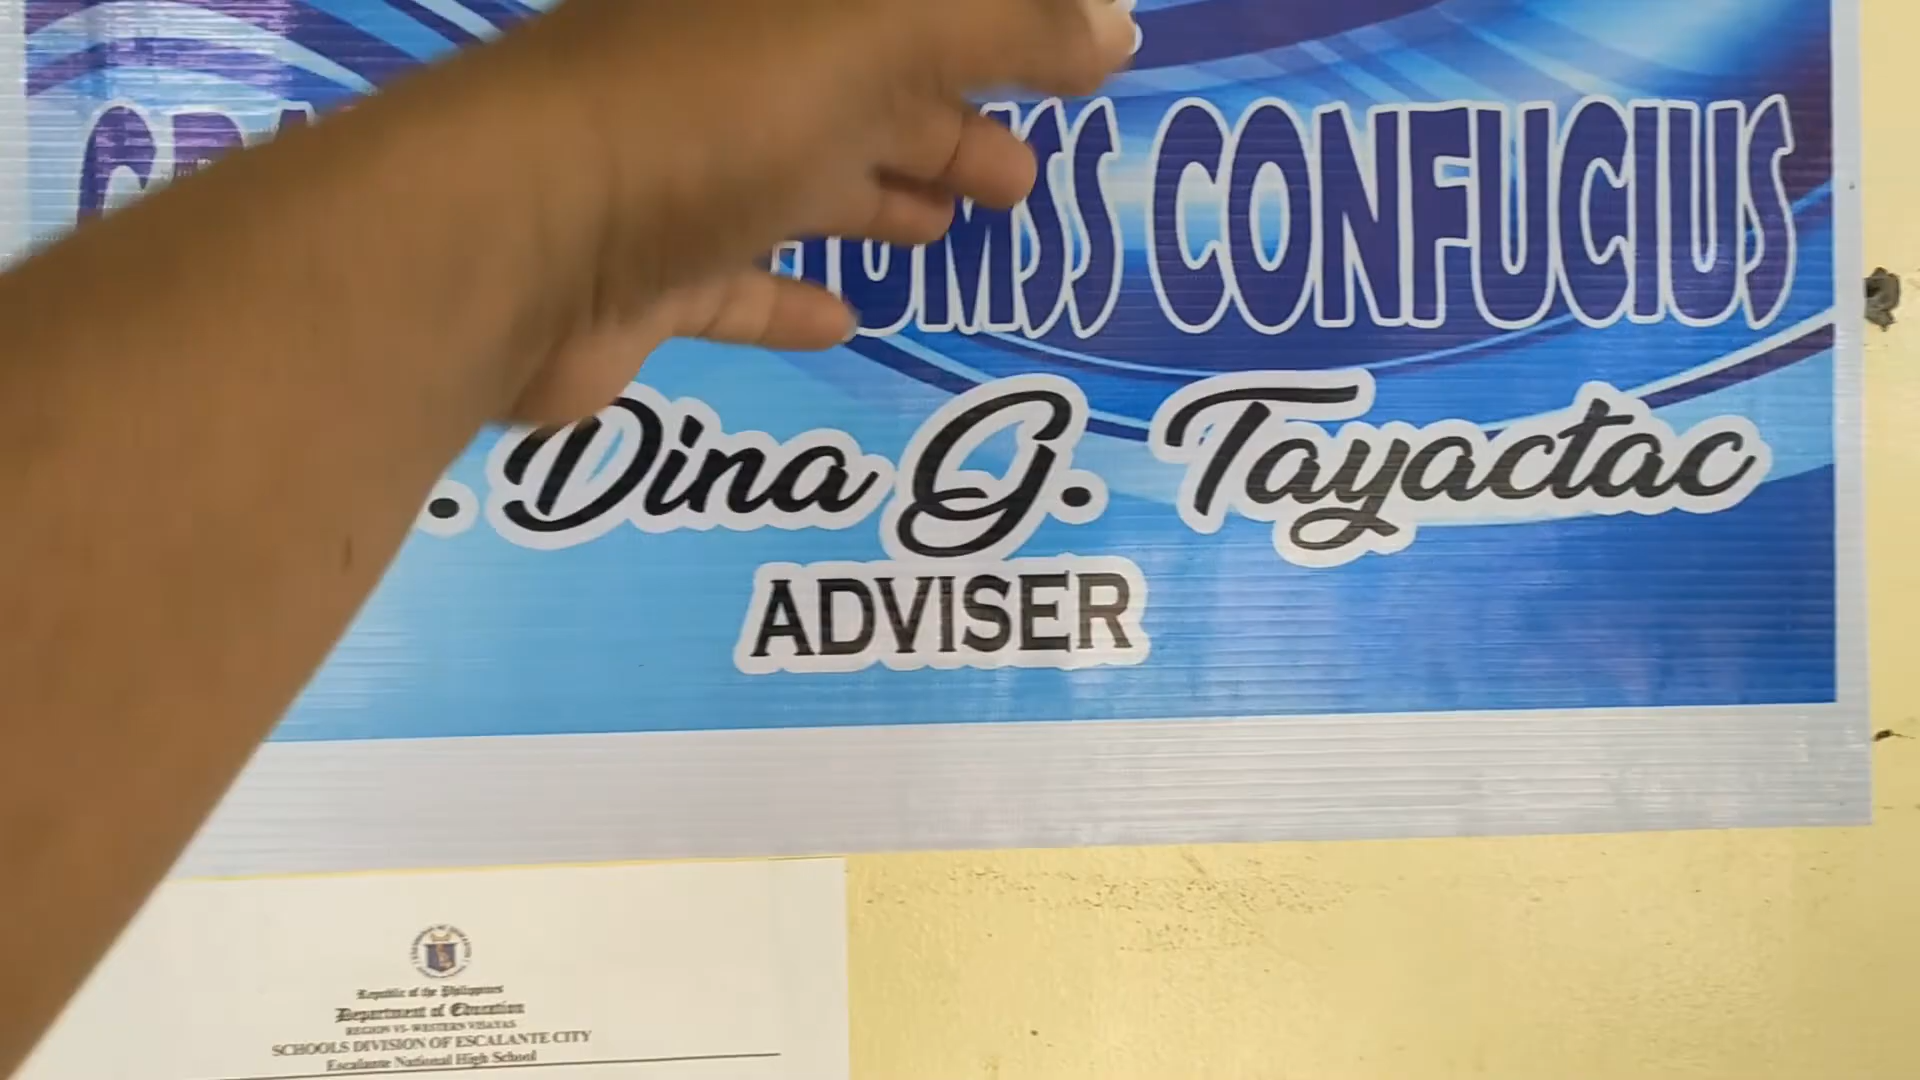 HUMSS CONFUCIUS
. Dina G. Tayactac
ADVISER
Republic of the Philippines
Department of Education
REGION VI- WESTERN VISAYAS
SCHOOLS DIVISION OF ESCALANTE CITY
Escalante National High School